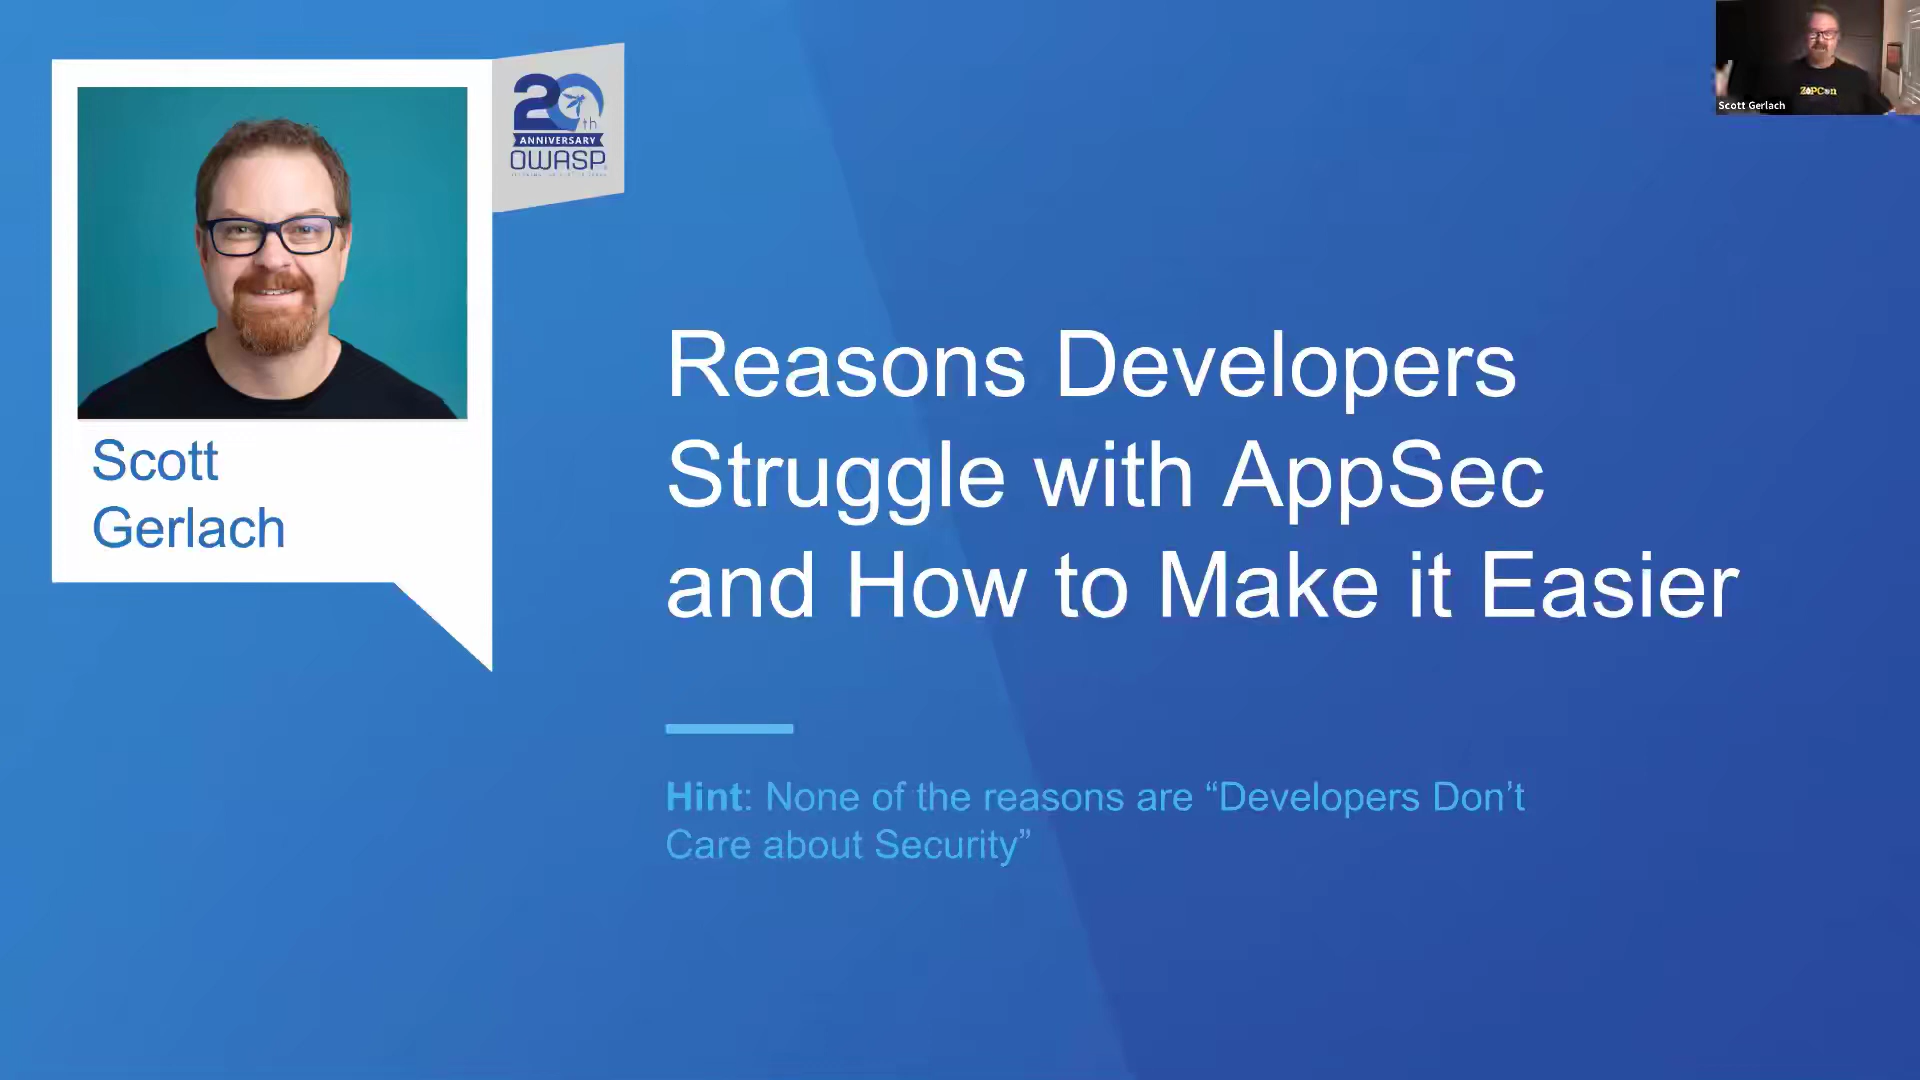 20th
ANNIVERSARY
OWASP
Scott
Gerlach
Reasons Developers
Struggle with AppSec
and How to Make it Easier
Hint: None of the reasons are “Developers Don’t
Care about Security”
ZAPCon
Scott Gerlach